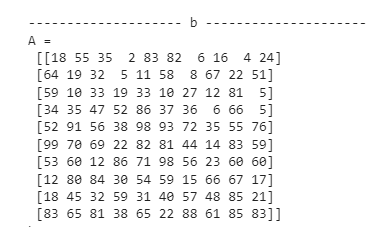 -------------------- b ---------------------
A =
[[18 55 35  2 83 82  6 16  4 24]
[64 19 32  5 11 58  8 67 22 51]
[59 10 33 19 33 10 27 12 81  5]
[34 35 47 52 86 37 36  6 66  5]
[52 91 56 38 98 93 72 35 55 76]
[99 70 69 22 82 81 44 14 83 59]
[53 60 12 86 71 98 56 23 60 60]
[12 80 84 30 54 59 15 66 67 17]
[18 45 32 59 31 40 57 48 85 21]
[83 65 81 38 65 22 88 61 85 83]]